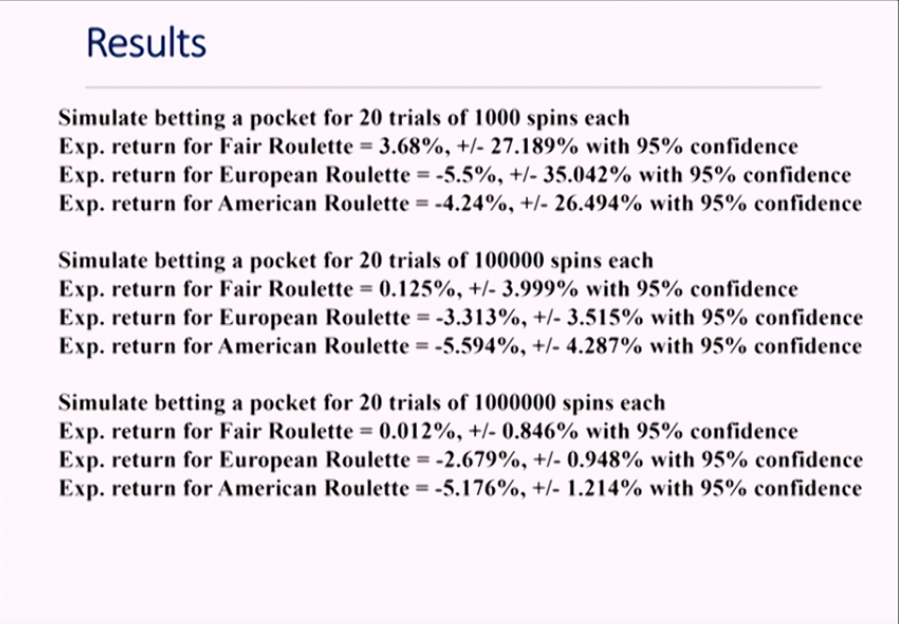 Results
Simulate betting a pocket for 20 trials of 1000 spins each
Exp. return for Fair Roulette = 3.68%, +/- 27.189% with 95% confidence
Exp. return for European Roulette = -5.5%, +/- 35.042% with 95% confidence
Exp. return for American Roulette = -4.24%, +/- 26.494% with 95% confidence
Simulate betting a pocket for 20 trials of 100000 spins each
Exp. return for Fair Roulette = 0.125%, +/- 3.999% with 95% confidence
Exp. return for European Roulette = -3.313%, +/- 3.515% with 95% confidence
Exp. return for American Roulette = -5.594%, +/- 4.287% with 95% confidence
Simulate betting a pocket for 20 trials of 1000000 spins each
Exp. return for Fair Roulette = 0.012%, +/- 0.846% with 95% confidence
Exp. return for European Roulette = -2.679%, +/- 0.948% with 95% confidence
Exp. return for American Roulette = -5.176%, +/- 1.214% with 95% confidence